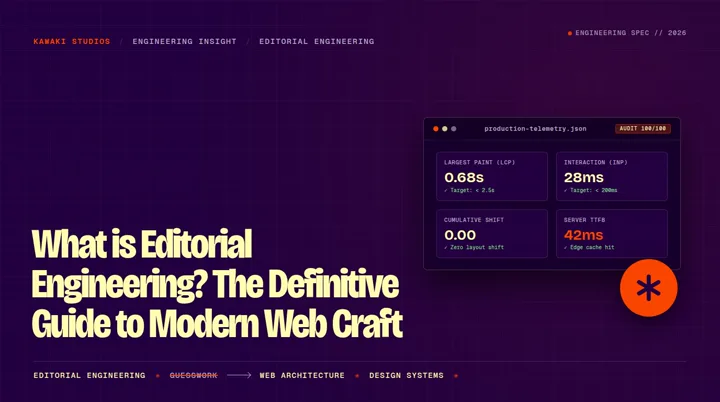 KAWAKI STUDIOS / ENGINEERING INSIGHT / EDITORIAL ENGINEERING
ENGINEERING SPEC // 2026
production-telemetry.json
AUDIT 100/100
LARGEST PAINT (LCP)
0.68s
✓ Target: < 2.5s
INTERACTION (INP)
28ms
✓ Target: < 200ms
CUMULATIVE SHIFT
0.00
✓ Zero layout shift
SERVER TTFB
42ms
✓ Edge cache hit
What is Editorial
Engineering? The Definitive
Guide to Modern Web Craft
EDITORIAL ENGINEERING * GUESSWORK → WEB ARCHITECTURE * DESIGN SYSTEMS *